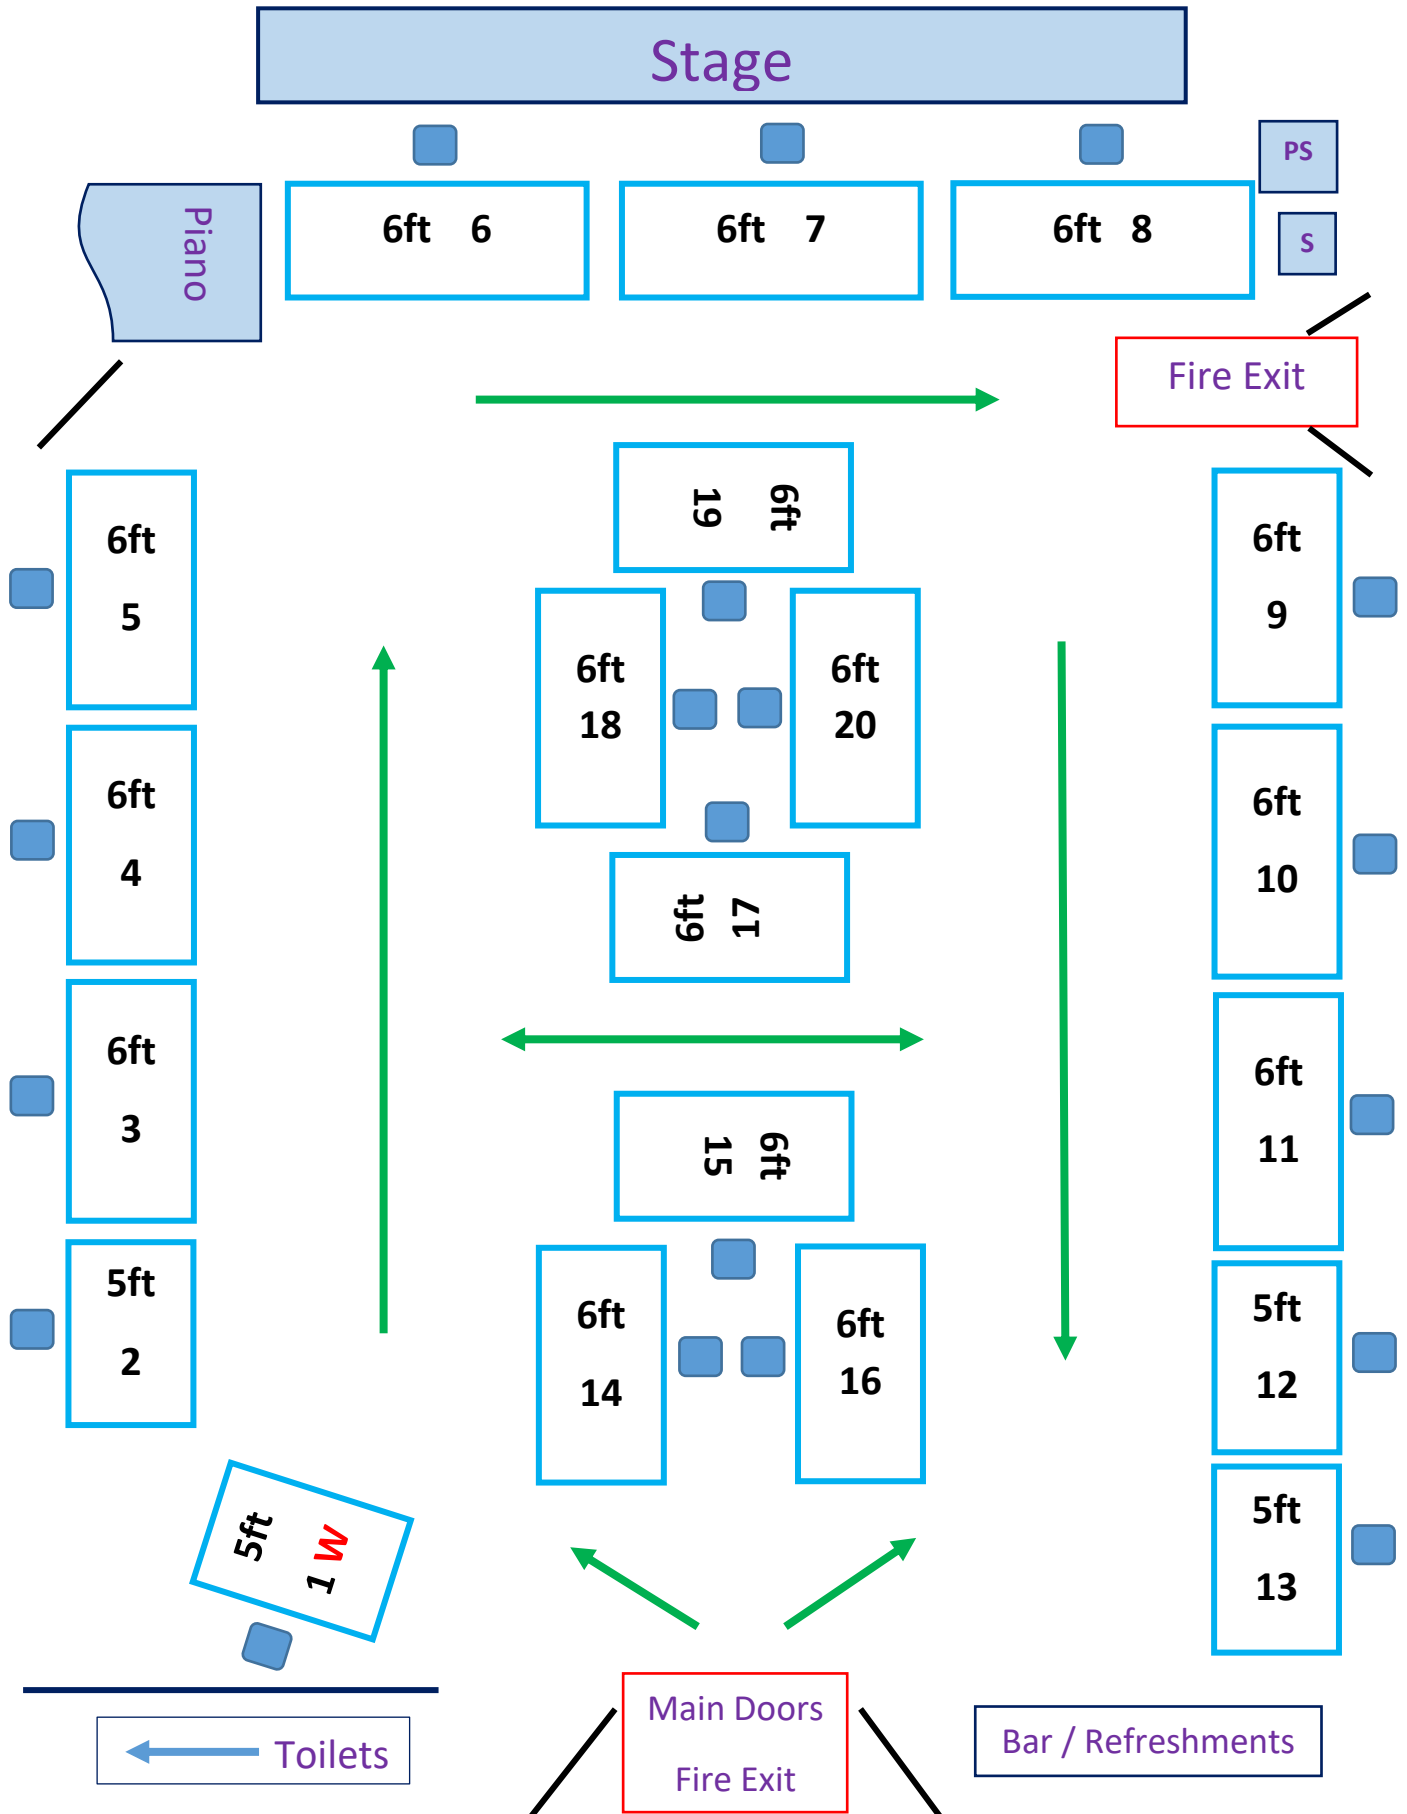 Stage
PS
6ft 6
6ft 7
6ft 8
Piano
S
Fire Exit
6ft
19
6ft
5
6ft
9
6ft
18
6ft
20
6ft
4
6ft
10
6ft
17
6ft
3
6ft
11
6ft
15
5ft
2
6ft
14
6ft
16
5ft
12
5ft
1 W
5ft
13
Main Doors
Fire Exit
Toilets
Bar / Refreshments